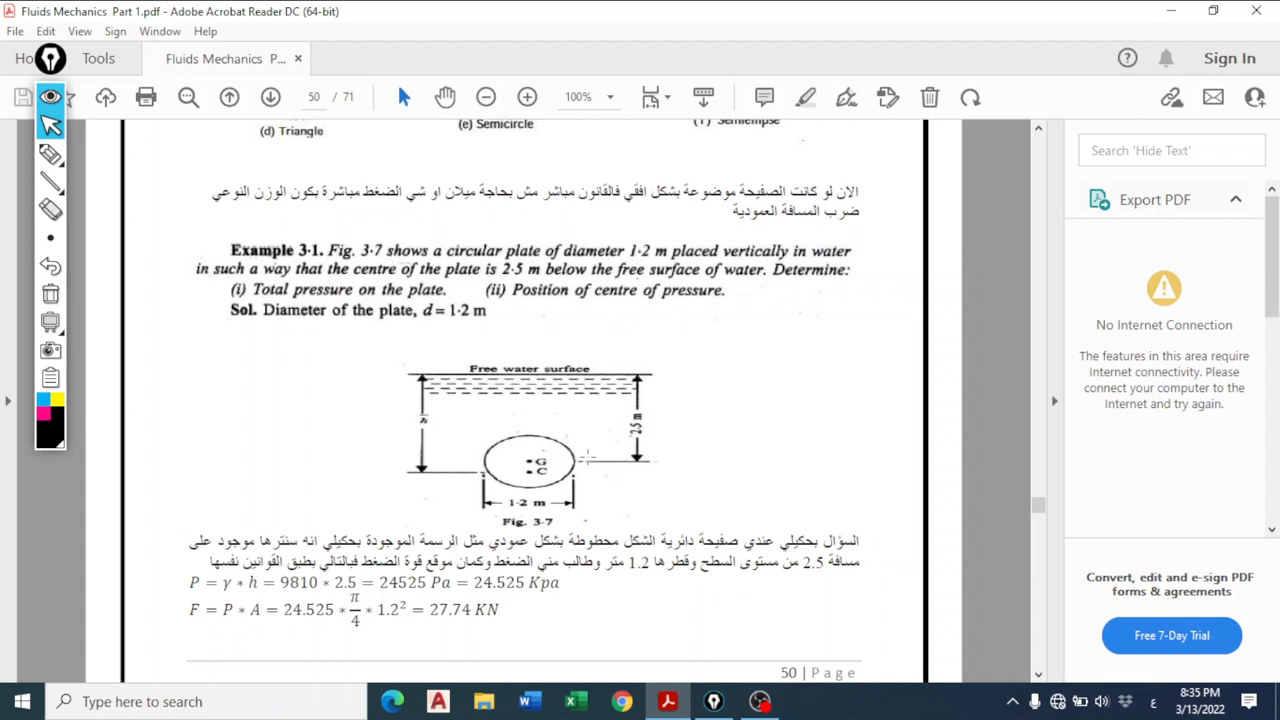 Fluids Mechanics Part 1.pdf - Adobe Acrobat Reader DC (64-bit)
File Edit View Sign Window Help
Ho
Tools
Fluids Mechanics P... ×
Sign In
50 / 71
100%
(d) Triangle
(e) Semicircle
Search 'Hide Text'
Export PDF
الان لو كانت الصفيحة موضوعة بشكل افقي فالقانون مباشر مش بحاجة ميلان او شي الضغط مباشرة بكون الوزن النوعي
ضرب المسافة العمودية
Example 3·1. Fig. 3·7 shows a circular plate of diameter 1·2 m placed vertically in water
in such a way that the centre of the plate is 2·5 m below the free surface of water. Determine:
(i) Total pressure on the plate. (ii) Position of centre of pressure.
Sol. Diameter of the plate, d = 1·2 m
Free water surface
h
2·5 m
G
C
1·2 m
Fig. 3·7
السؤال بحكيلي عندي صفيحة دائرية الشكل محطوطة بشكل عمودي مثل الرسمة الموجودة بحكيلي انه سنترها موجود على
مسافة 2.5 من مستوى السطح وقطرها 1.2 متر وطالب مني الضغط وكمان موقع قوة الضغط فبالتالي بطبق القوانين نفسها
P = γ * h = 9810 * 2.5 = 24525 Pa = 24.525 Kpa
F = P * A = 24.525 * π/4 * 1.2² = 27.74 KN
50 | Page
No Internet Connection
The features in this area require
Internet connectivity. Please
connect your computer to the
Internet and try again.
Convert, edit and e-sign PDF
forms & agreements
Free 7-Day Trial
Type here to search
ع
8:35 PM
3/13/2022